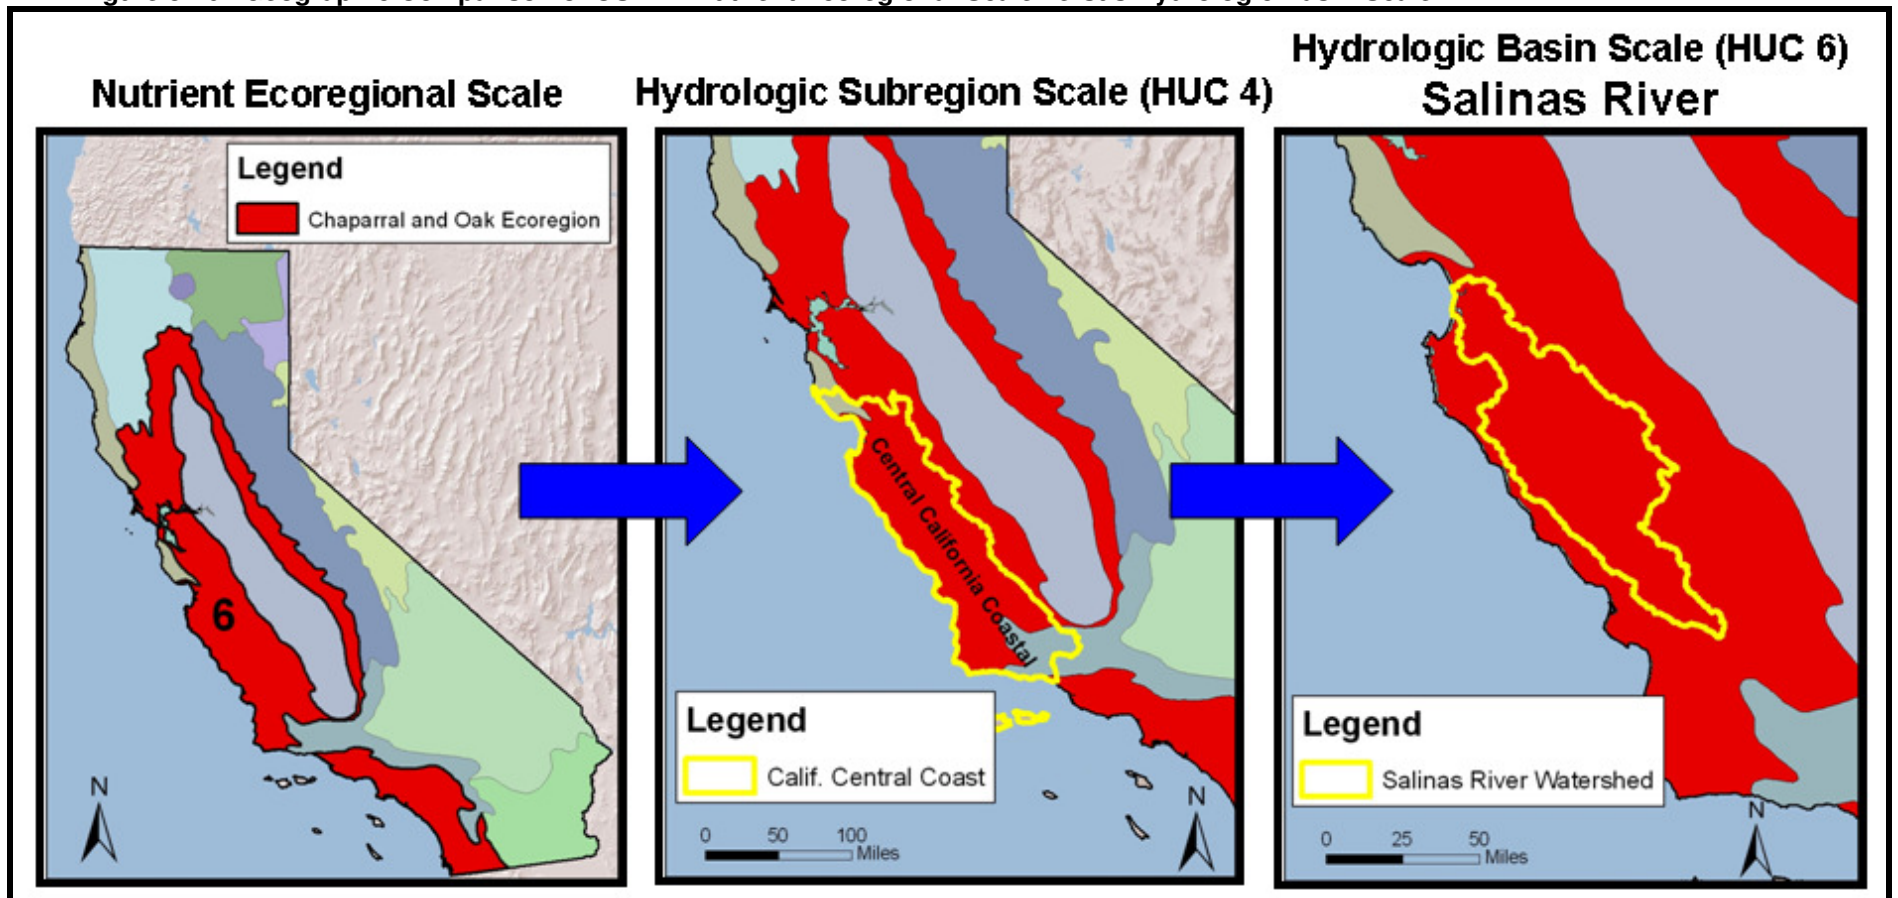 Nutrient Ecoregional Scale
Legend
Chaparral and Oak Ecoregion
6
N
Hydrologic Subregion Scale (HUC 4)
Central California Coastal
Legend
Calif. Central Coast
0 50 100
Miles
N
Hydrologic Basin Scale (HUC 6)
Salinas River
Legend
Salinas River Watershed
0 25 50
Miles
N